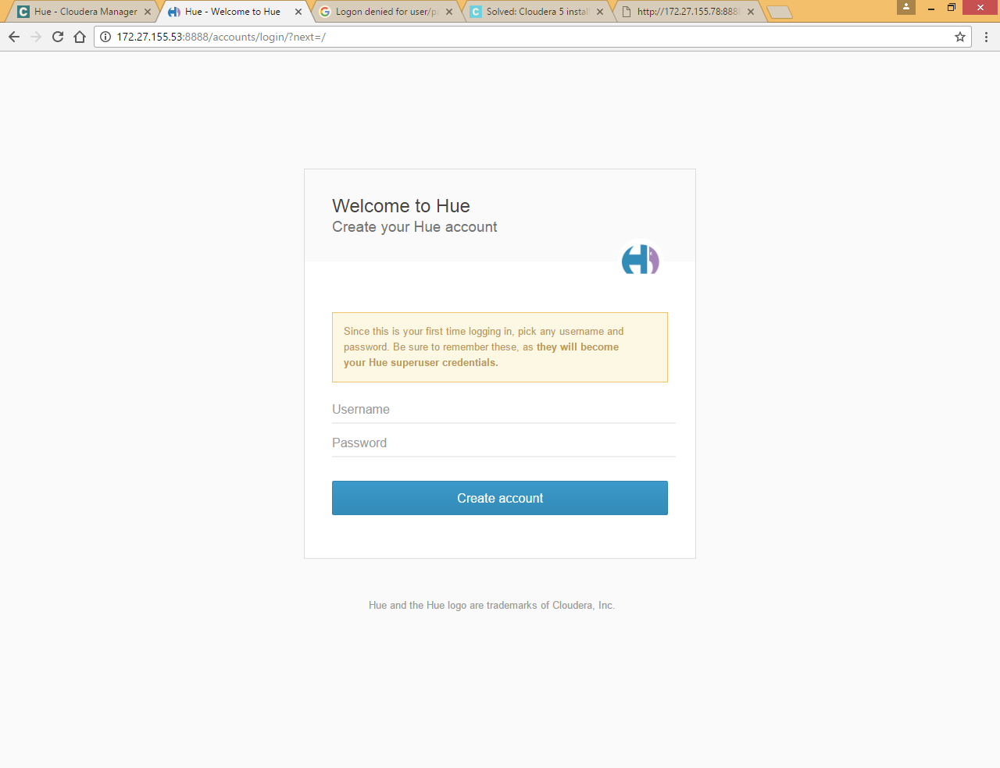 Hue - Cloudera Manager
Hue - Welcome to Hue
Logon denied for user/p
Solved: Cloudera 5 instal
http://172.27.155.78:888
172.27.155.53:8888/accounts/login/?next=/
Welcome to Hue
Create your Hue account
Since this is your first time logging in, pick any username and
password. Be sure to remember these, as they will become
your Hue superuser credentials.
Username
Password
Create account
Hue and the Hue logo are trademarks of Cloudera, Inc.